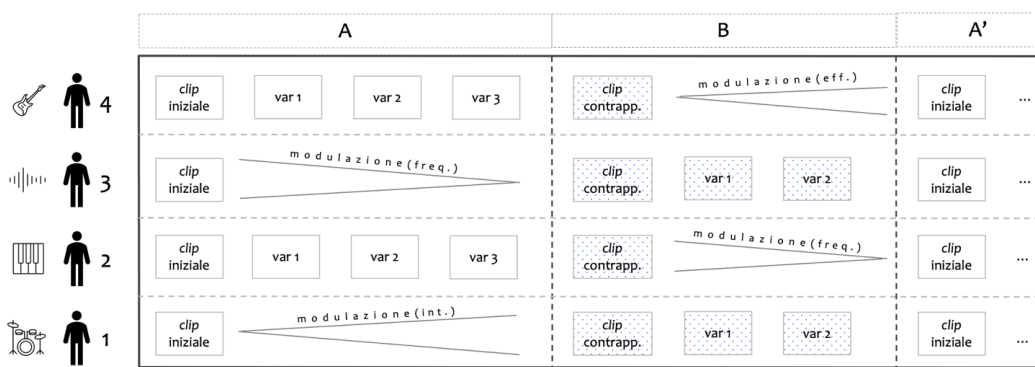 A B A’
4 clip iniziale var 1 var 2 var 3 clip contrapp. modulazione(eff.) clip iniziale ...
3 clip iniziale modulazione(freq.) clip contrapp. var 1 var 2 clip iniziale ...
2 clip iniziale var 1 var 2 var 3 clip contrapp. modulazione(freq.) clip iniziale ...
1 clip iniziale modulazione(int.) clip contrapp. var 1 var 2 clip iniziale ...